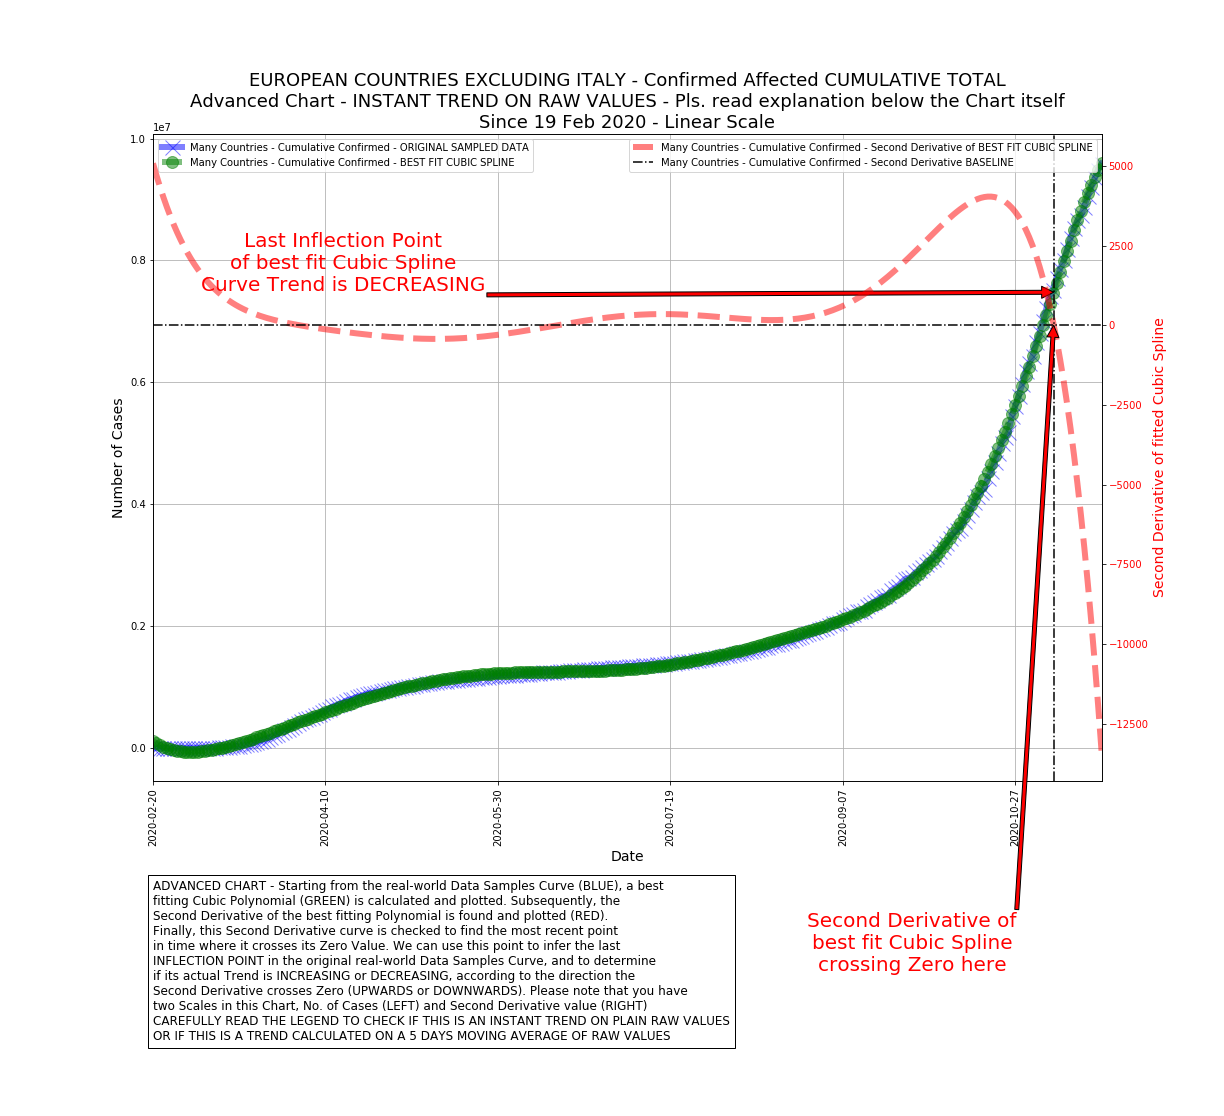 EUROPEAN COUNTRIES EXCLUDING ITALY - Confirmed Affected CUMULATIVE TOTAL
Advanced Chart - INSTANT TREND ON RAW VALUES - Pls. read explanation below the Chart itself
Since 19 Feb 2020 - Linear Scale
1e7
Many Countries - Cumulative Confirmed - ORIGINAL SAMPLED DATA
Many Countries - Cumulative Confirmed - BEST FIT CUBIC SPLINE
Many Countries - Cumulative Confirmed - Second Derivative of BEST FIT CUBIC SPLINE
Many Countries - Cumulative Confirmed - Second Derivative BASELINE
Last Inflection Point
of best fit Cubic Spline
Curve Trend is DECREASING
1.0
0.8
0.6
0.4
0.2
0.0
Number of Cases
5000
2500
0
−2500
−5000
−7500
−10000
−12500
Second Derivative of fitted Cubic Spline
2020-02-20
2020-04-10
2020-05-30
2020-07-19
2020-09-07
2020-10-27
Date
ADVANCED CHART - Starting from the real-world Data Samples Curve (BLUE), a best
fitting Cubic Polynomial (GREEN) is calculated and plotted. Subsequently, the
Second Derivative of the best fitting Polynomial is found and plotted (RED).
Finally, this Second Derivative curve is checked to find the most recent point
in time where it crosses its Zero Value. We can use this point to infer the last
INFLECTION POINT in the original real-world Data Samples Curve, and to determine
if its actual Trend is INCREASING or DECREASING, according to the direction the
Second Derivative crosses Zero (UPWARDS or DOWNWARDS). Please note that you have
two Scales in this Chart, No. of Cases (LEFT) and Second Derivative value (RIGHT)
CAREFULLY READ THE LEGEND TO CHECK IF THIS IS AN INSTANT TREND ON PLAIN RAW VALUES
OR IF THIS IS A TREND CALCULATED ON A 5 DAYS MOVING AVERAGE OF RAW VALUES
Second Derivative of
best fit Cubic Spline
crossing Zero here